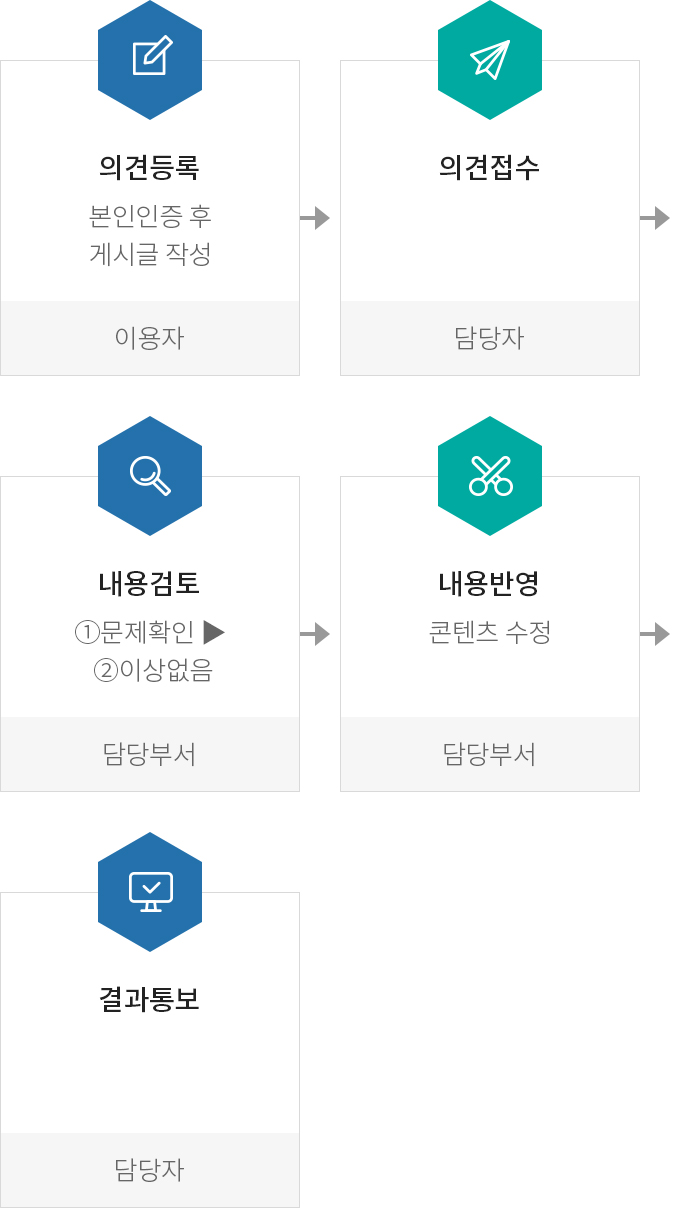 의견등록
본인인증 후
게시글 작성
이용자
의견접수
담당자
내용검토
①문제확인 ▶
②이상없음
담당부서
내용반영
콘텐츠 수정
담당부서
결과통보
담당자